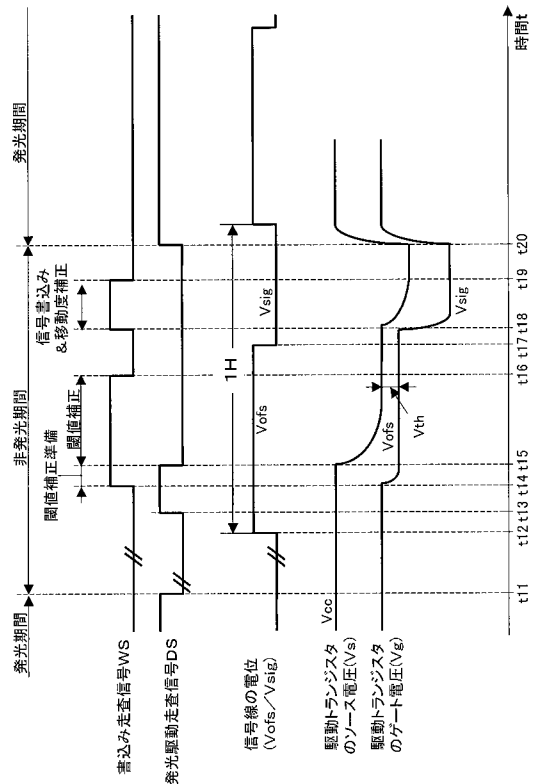 発光期間
非発光期間
発光期間
閾値補正準備
閾値補正
信号書込み
&移動度補正
書込み走査信号WS
発光駆動走査信号DS
1H
信号線の電位
(Vofs/Vsig)
Vofs
Vsig
駆動トランジスタ
のソース電圧(Vs)
Vcc
駆動トランジスタ
のゲート電圧(Vg)
Vofs
Vth
Vsig
t11
t12
t13
t14
t15
t16
t17
t18
t19
t20
時間t